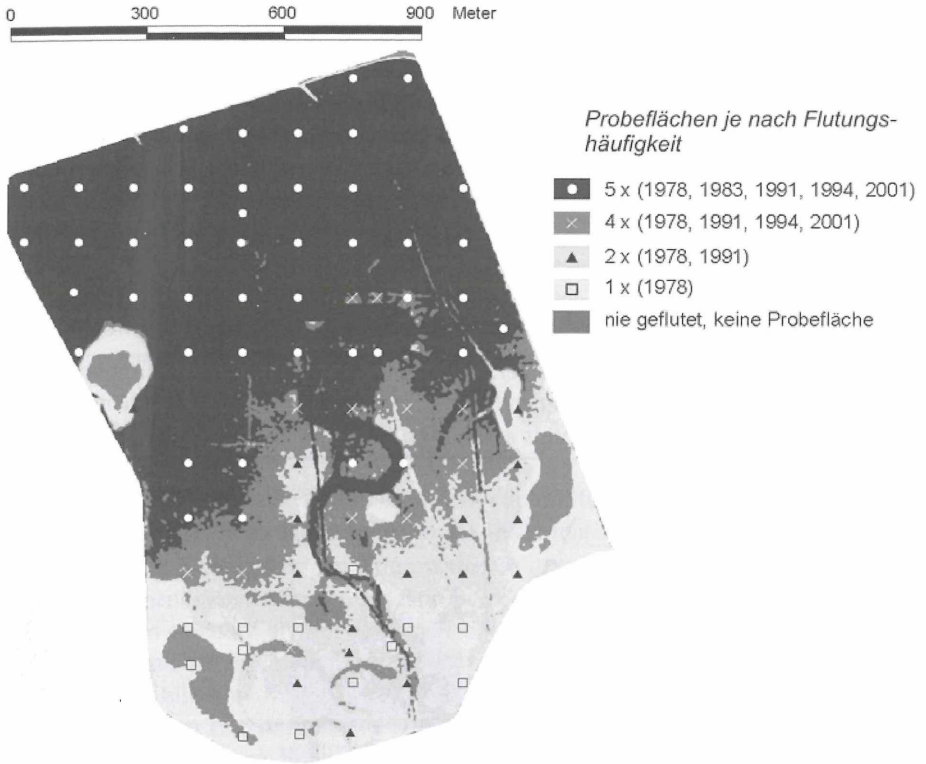 0 300 600 900 Meter
Probeflächen je nach Flutungs-
häufigkeit
5 x (1978, 1983, 1991, 1994, 2001)
4 x (1978, 1991, 1994, 2001)
2 x (1978, 1991)
1 x (1978)
nie geflutet, keine Probefläche